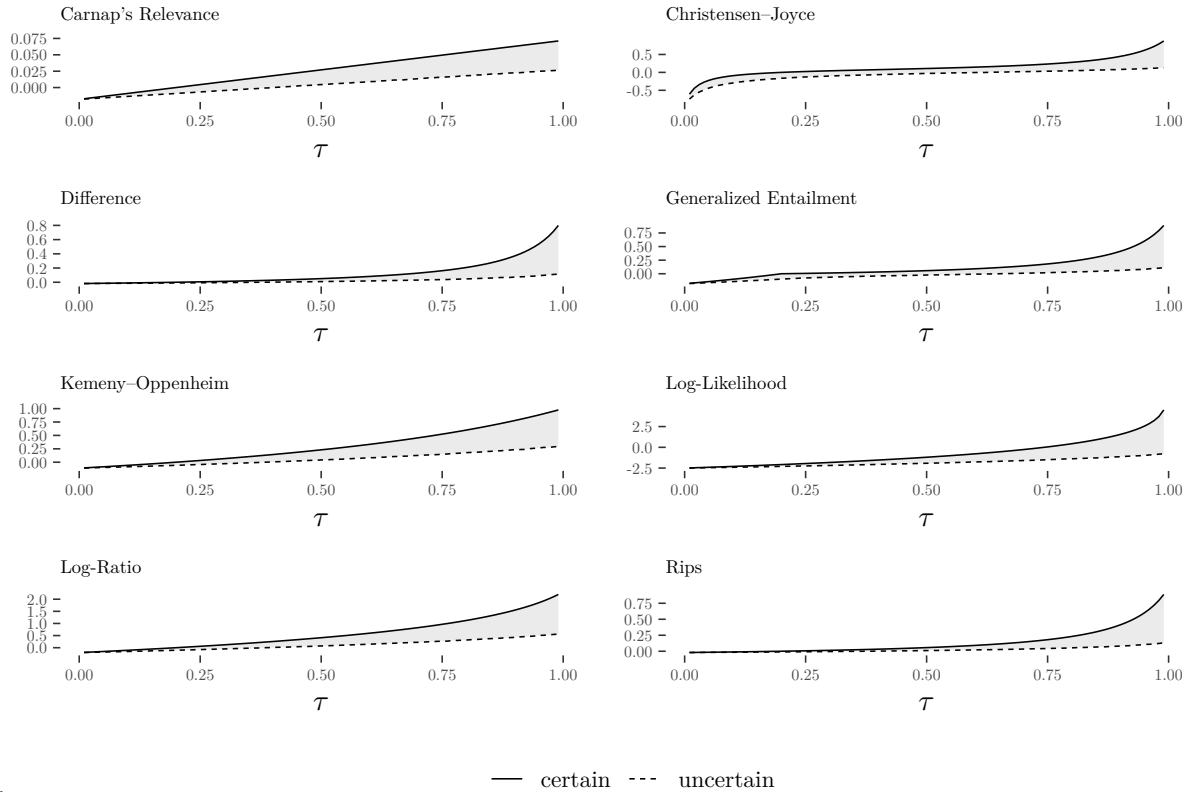 Carnap's Relevance
0.075
0.050
0.025
0.000
0.00 0.25 0.50 0.75 1.00
τ
Christensen–Joyce
0.5
0.0
-0.5
0.00 0.25 0.50 0.75 1.00
τ
Difference
0.8
0.6
0.4
0.2
0.0
0.00 0.25 0.50 0.75 1.00
τ
Generalized Entailment
0.75
0.50
0.25
0.00
0.00 0.25 0.50 0.75 1.00
τ
Kemeny–Oppenheim
1.00
0.75
0.50
0.25
0.00
0.00 0.25 0.50 0.75 1.00
τ
Log-Likelihood
2.5
0.0
-2.5
0.00 0.25 0.50 0.75 1.00
τ
Log-Ratio
2.0
1.5
1.0
0.5
0.0
0.00 0.25 0.50 0.75 1.00
τ
Rips
0.75
0.50
0.25
0.00
0.00 0.25 0.50 0.75 1.00
τ
certain uncertain